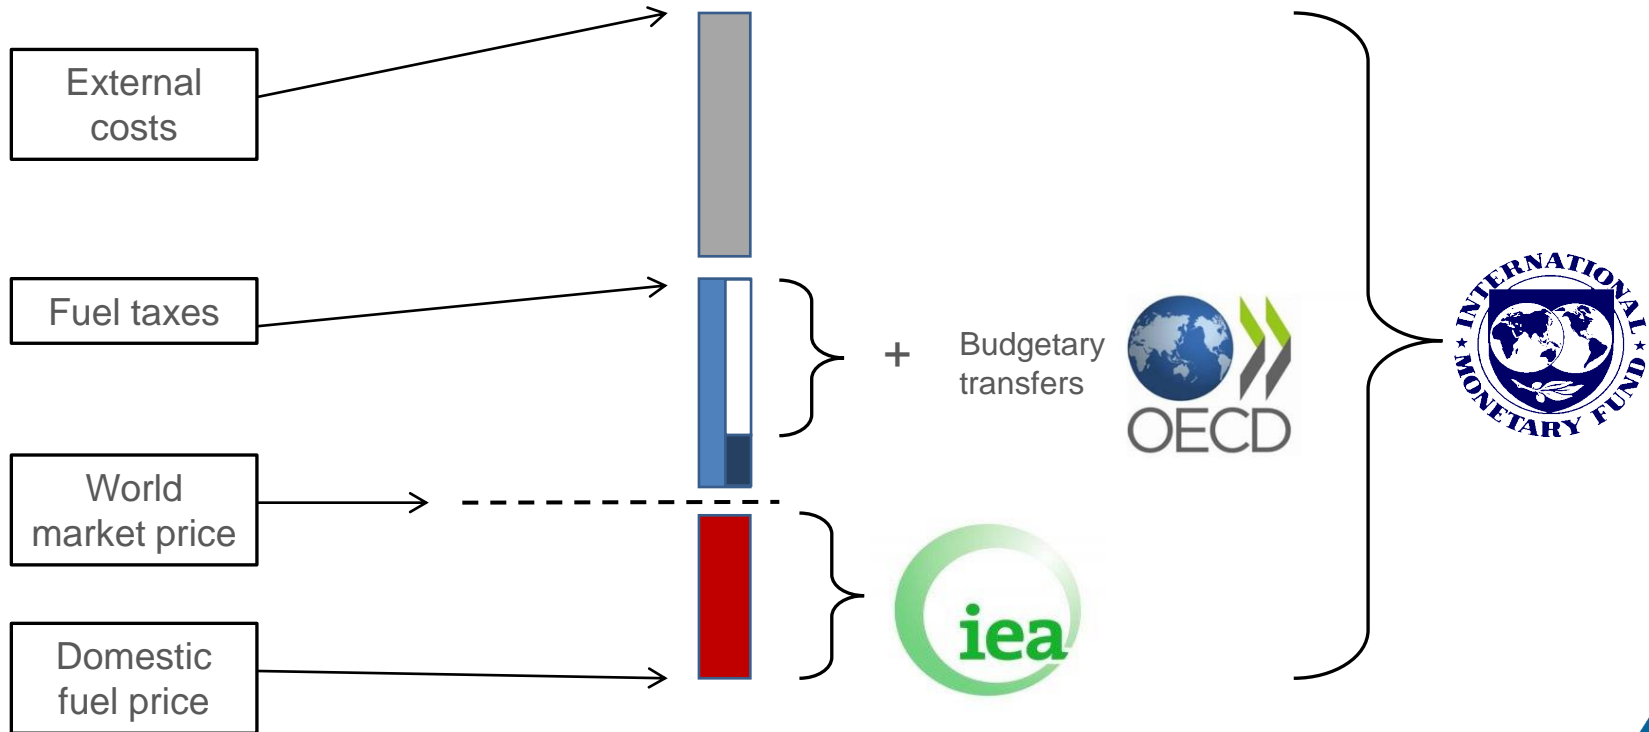 External
costs
Fuel taxes
World
market price
Domestic
fuel price
+
Budgetary
transfers
OECD
iea
INTERNATIONAL
MONETARY FUND